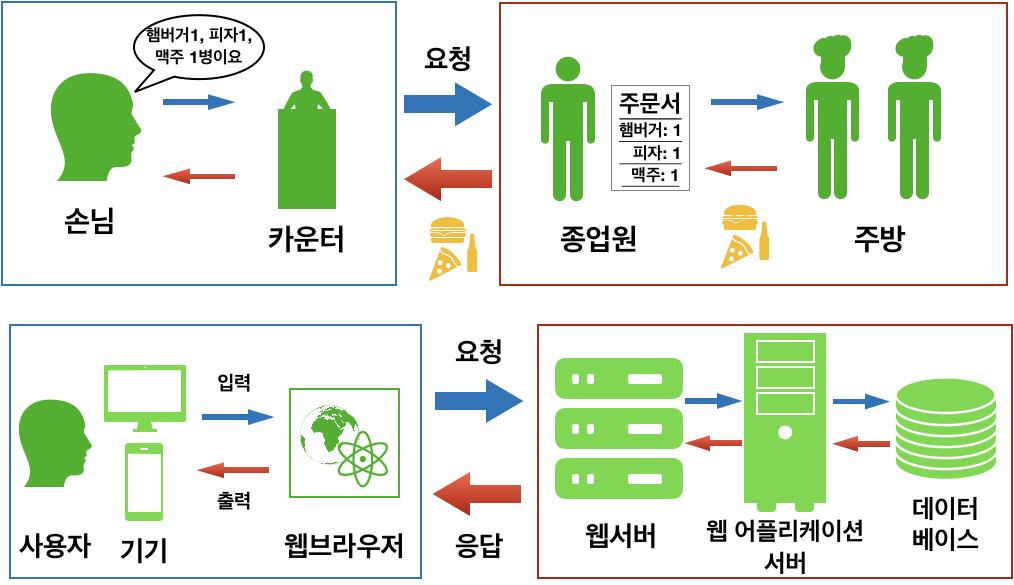 햄버거1, 피자1,
맥주 1병이요
손님
카운터
요청
주문서
햄버거: 1
피자: 1
맥주: 1
종업원
주방
사용자
기기
입력
출력
웹브라우저
요청
응답
웹서버
웹 어플리케이션
서버
데이터
베이스